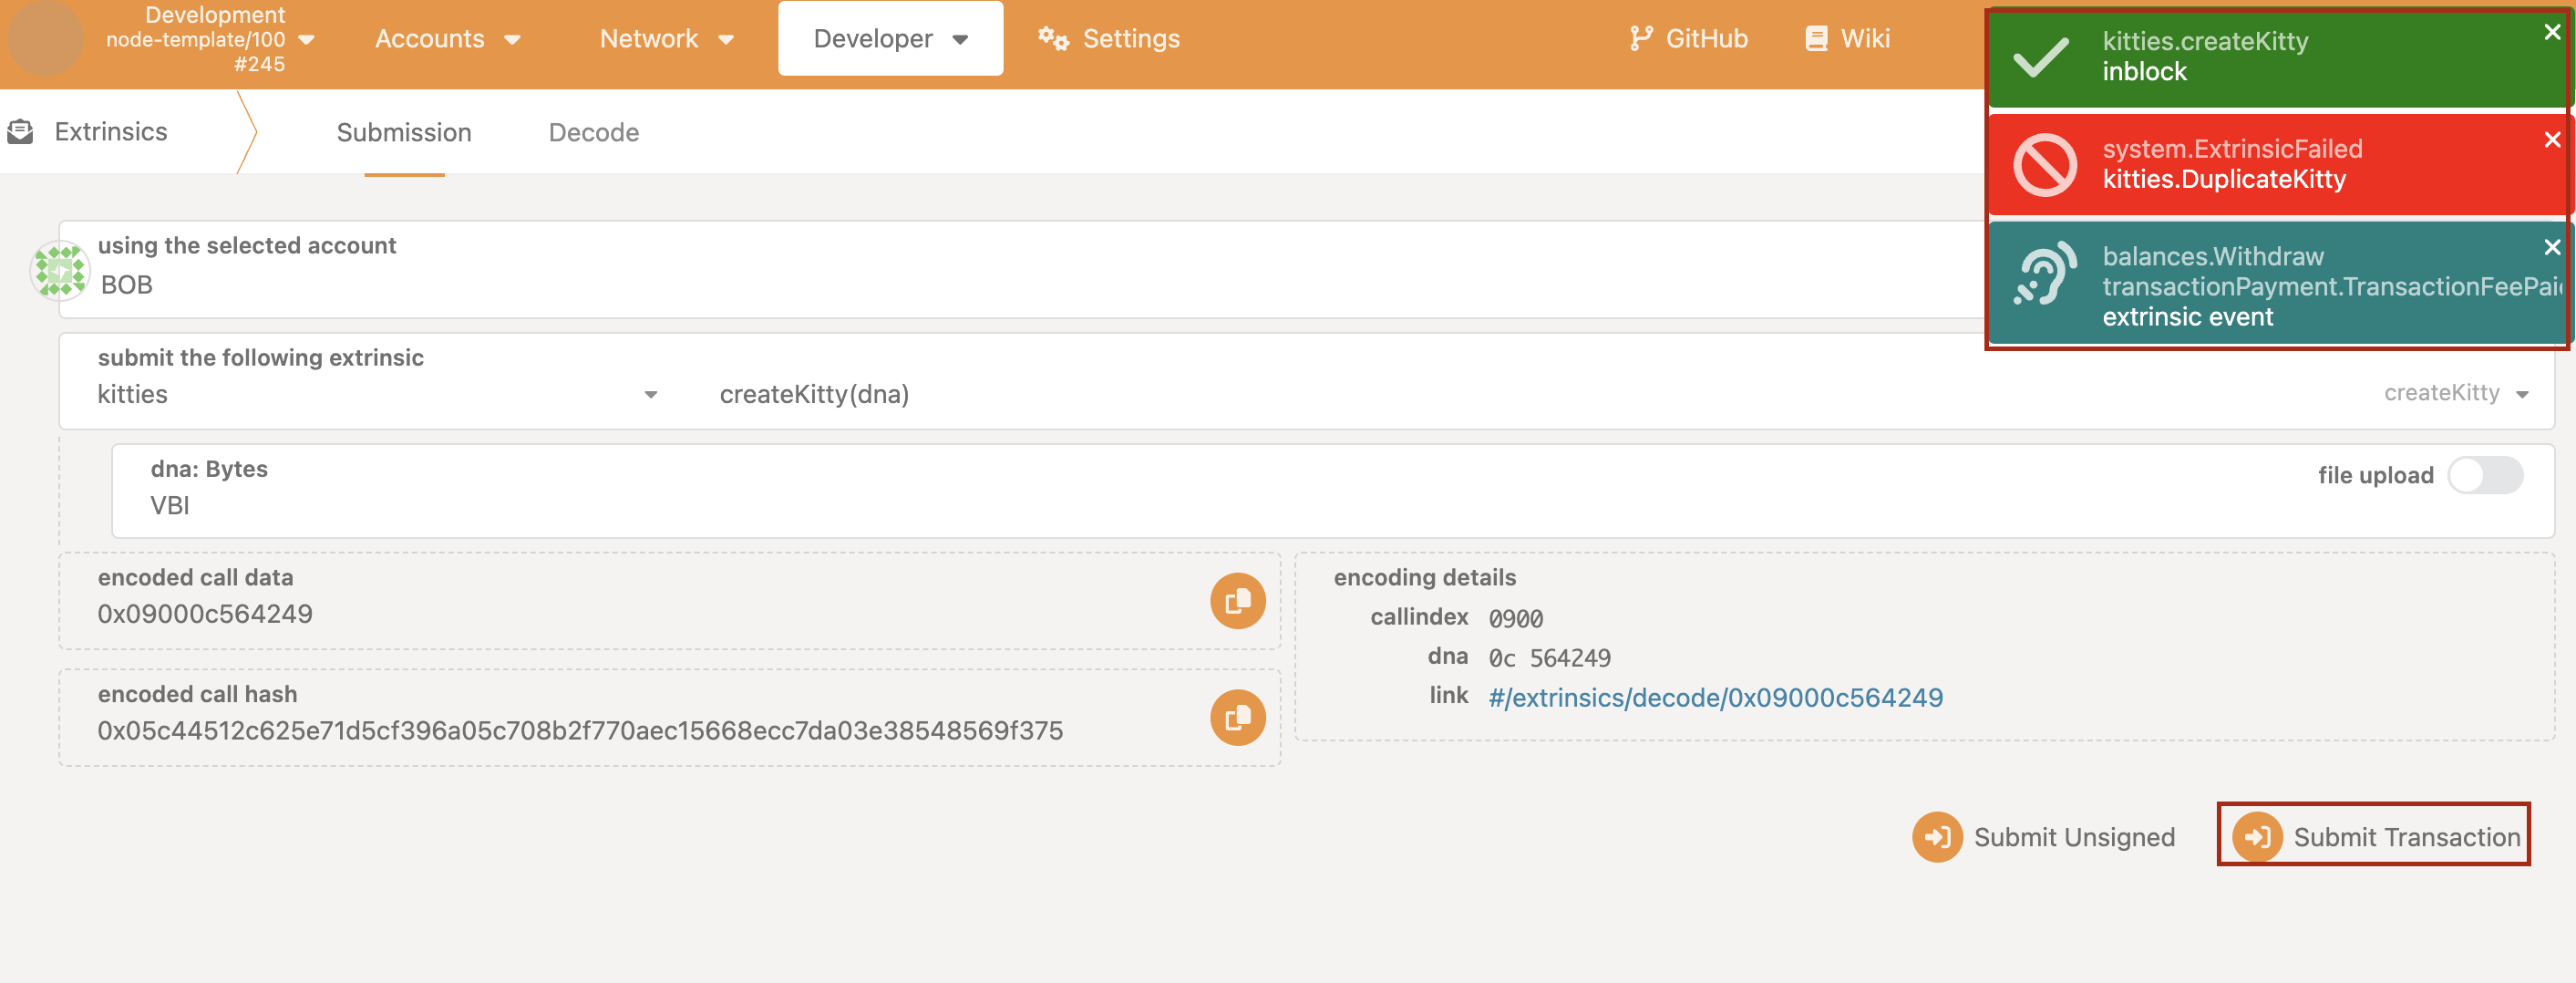 Development
node-template/100
#245
Accounts
Network
Developer
Settings
GitHub
Wiki
kitties.createKitty
inblock
system.ExtrinsicFailed
kitties.DuplicateKitty
balances.Withdraw
transactionPayment.TransactionFeePai
extrinsic event
Extrinsics
Submission
Decode
using the selected account
BOB
submit the following extrinsic
kitties
createKitty(dna)
createKitty
dna: Bytes
VBI
file upload
encoded call data
0x09000c564249
encoding details
callindex 0900
dna 0c 564249
link #/extrinsics/decode/0x09000c564249
encoded call hash
0x05c44512c625e71d5cf396a05c708b2f770aec15668ecc7da03e38548569f375
Submit Unsigned
Submit Transaction